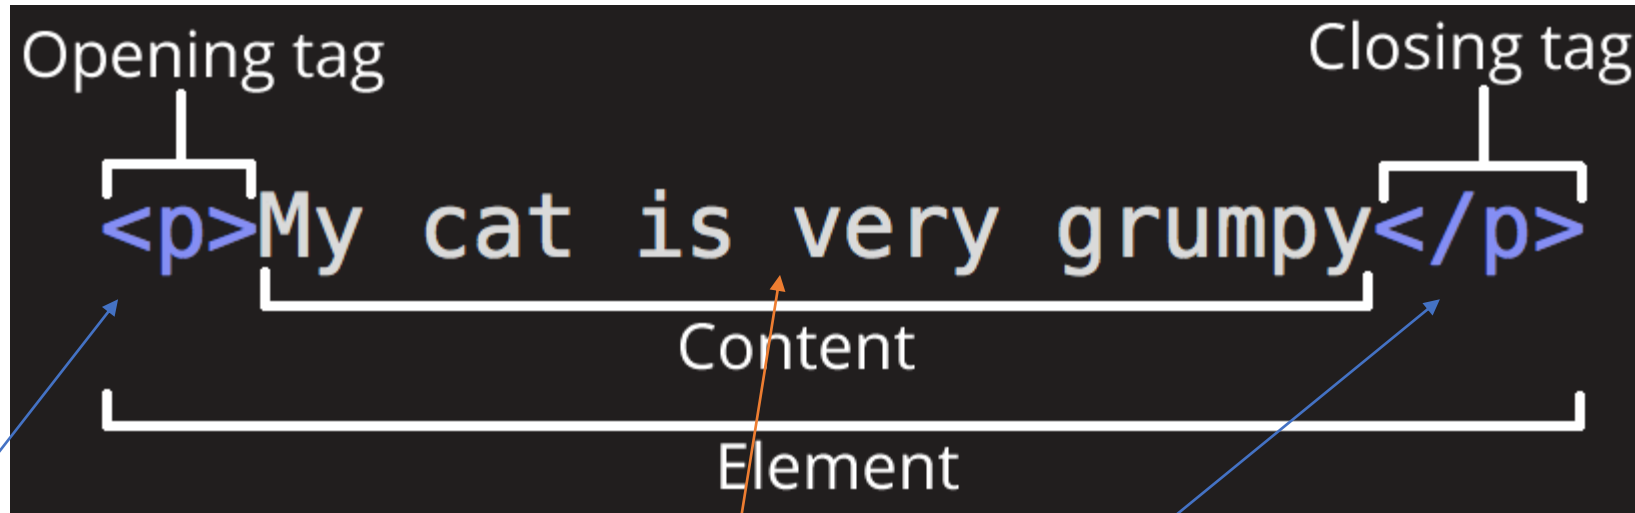 Opening tag
Closing tag
<p>My cat is very grumpy</p>
Content
Element